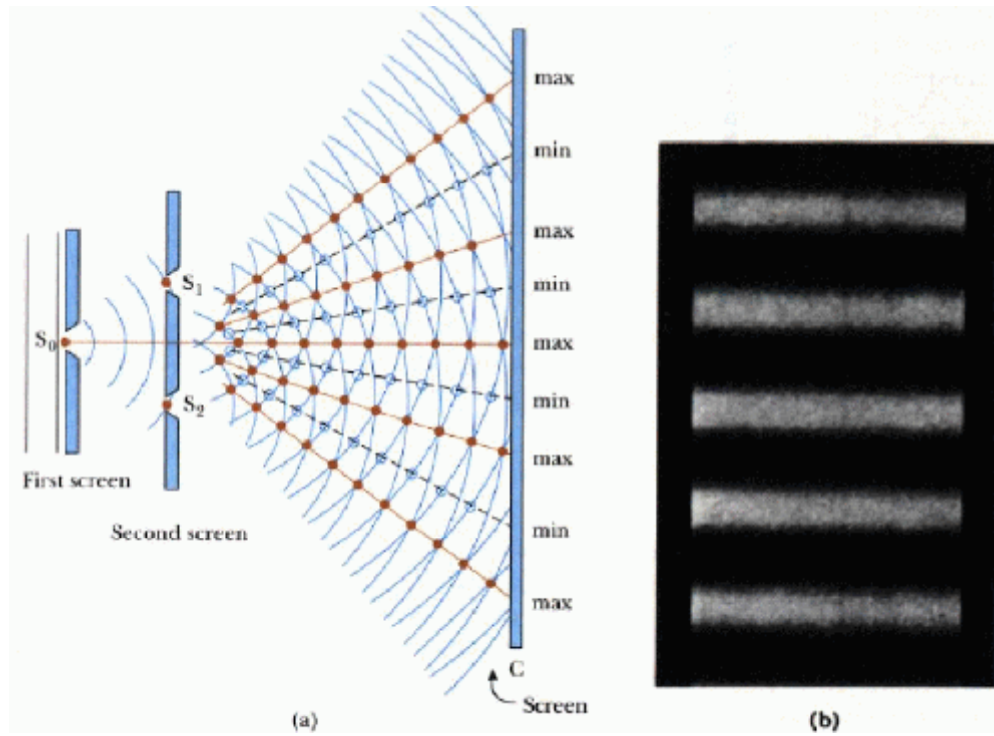 max
min
max
S₁
min
S₀
max
min
S₂
max
First screen
min
Second screen
max
C
Screen
(a)
(b)